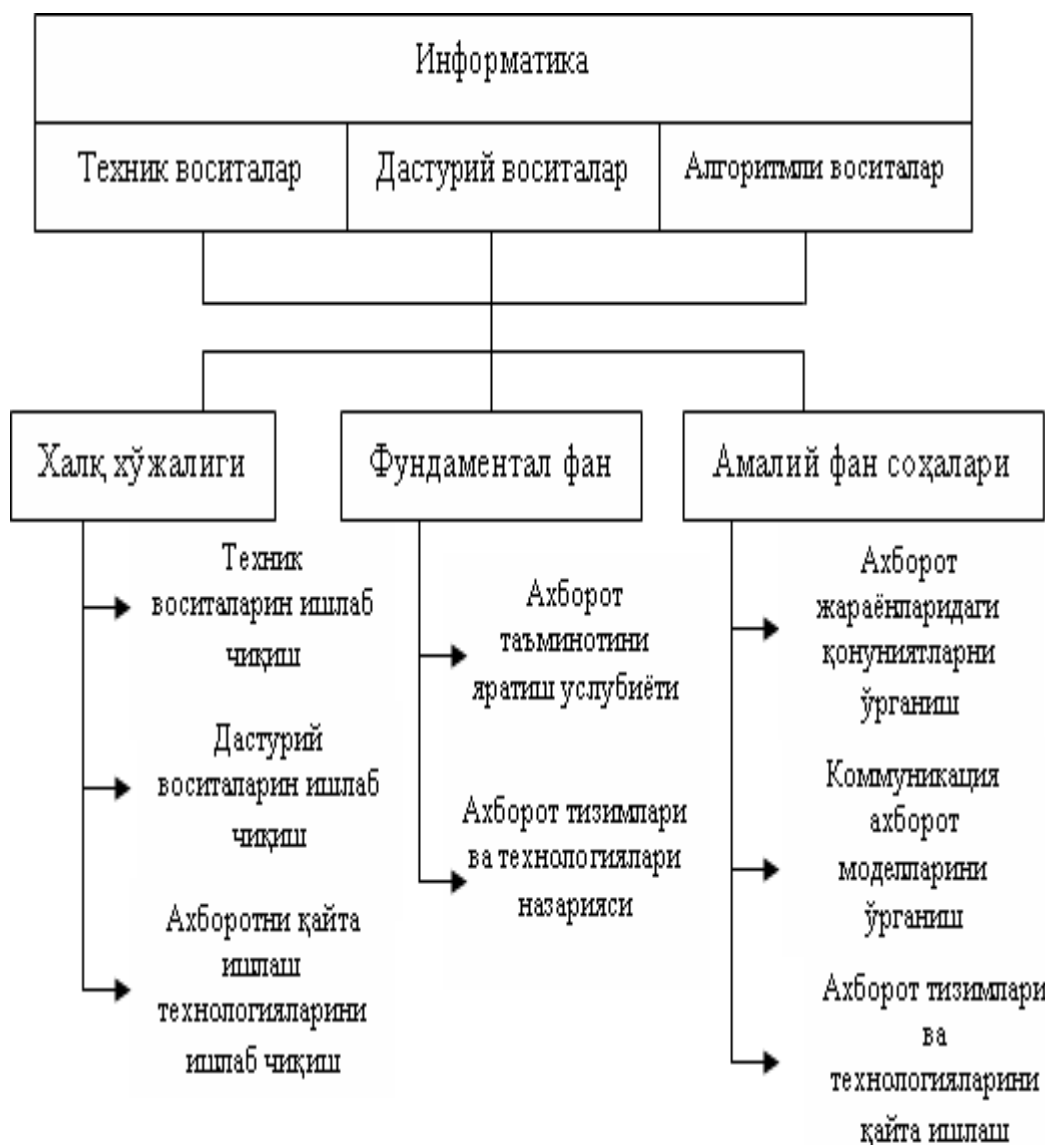 Информатика
Техник воситалар
Дастурий воситалар
Алгоритмли воситалар
Халқ хўжалиги
Фундаментал фан
Амалий фан соҳалари
Техник
воситаларин ишлаб
чиқиш
Дастурий
воситаларин ишлаб
чиқиш
Ахборотни қайта
ишлаш
технологияларини
ишлаб чиқиш
Ахборот
таъминотини
яратиш услубиёти
Ахборот тизимлари
ва технологиялари
назарияси
Ахборот
жараёнларидаги
қонуниятларни
ўрганиш
Коммуникация
ахборот
моделларини
ўрганиш
Ахборот тизимлари
ва
технологияларини
қайта ишлаш